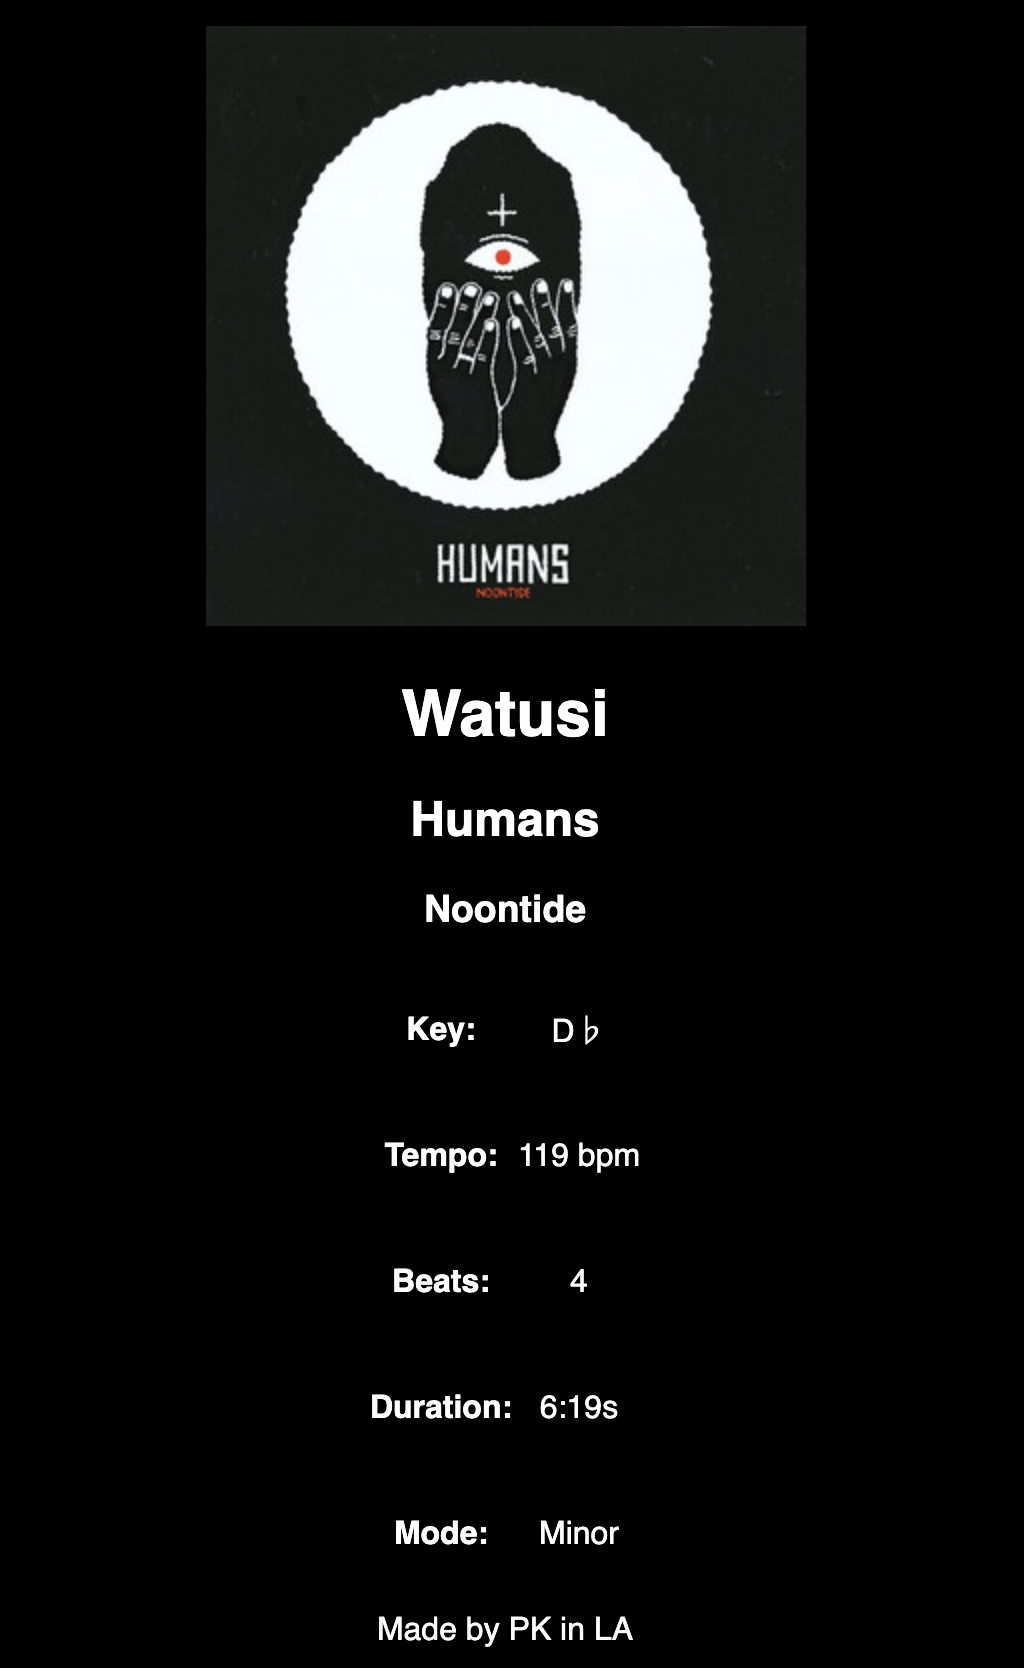 HUMANS
NOONTIDE
Watusi
Humans
Noontide
Key: D♭
Tempo: 119 bpm
Beats: 4
Duration: 6:19s
Mode: Minor
Made by PK in LA